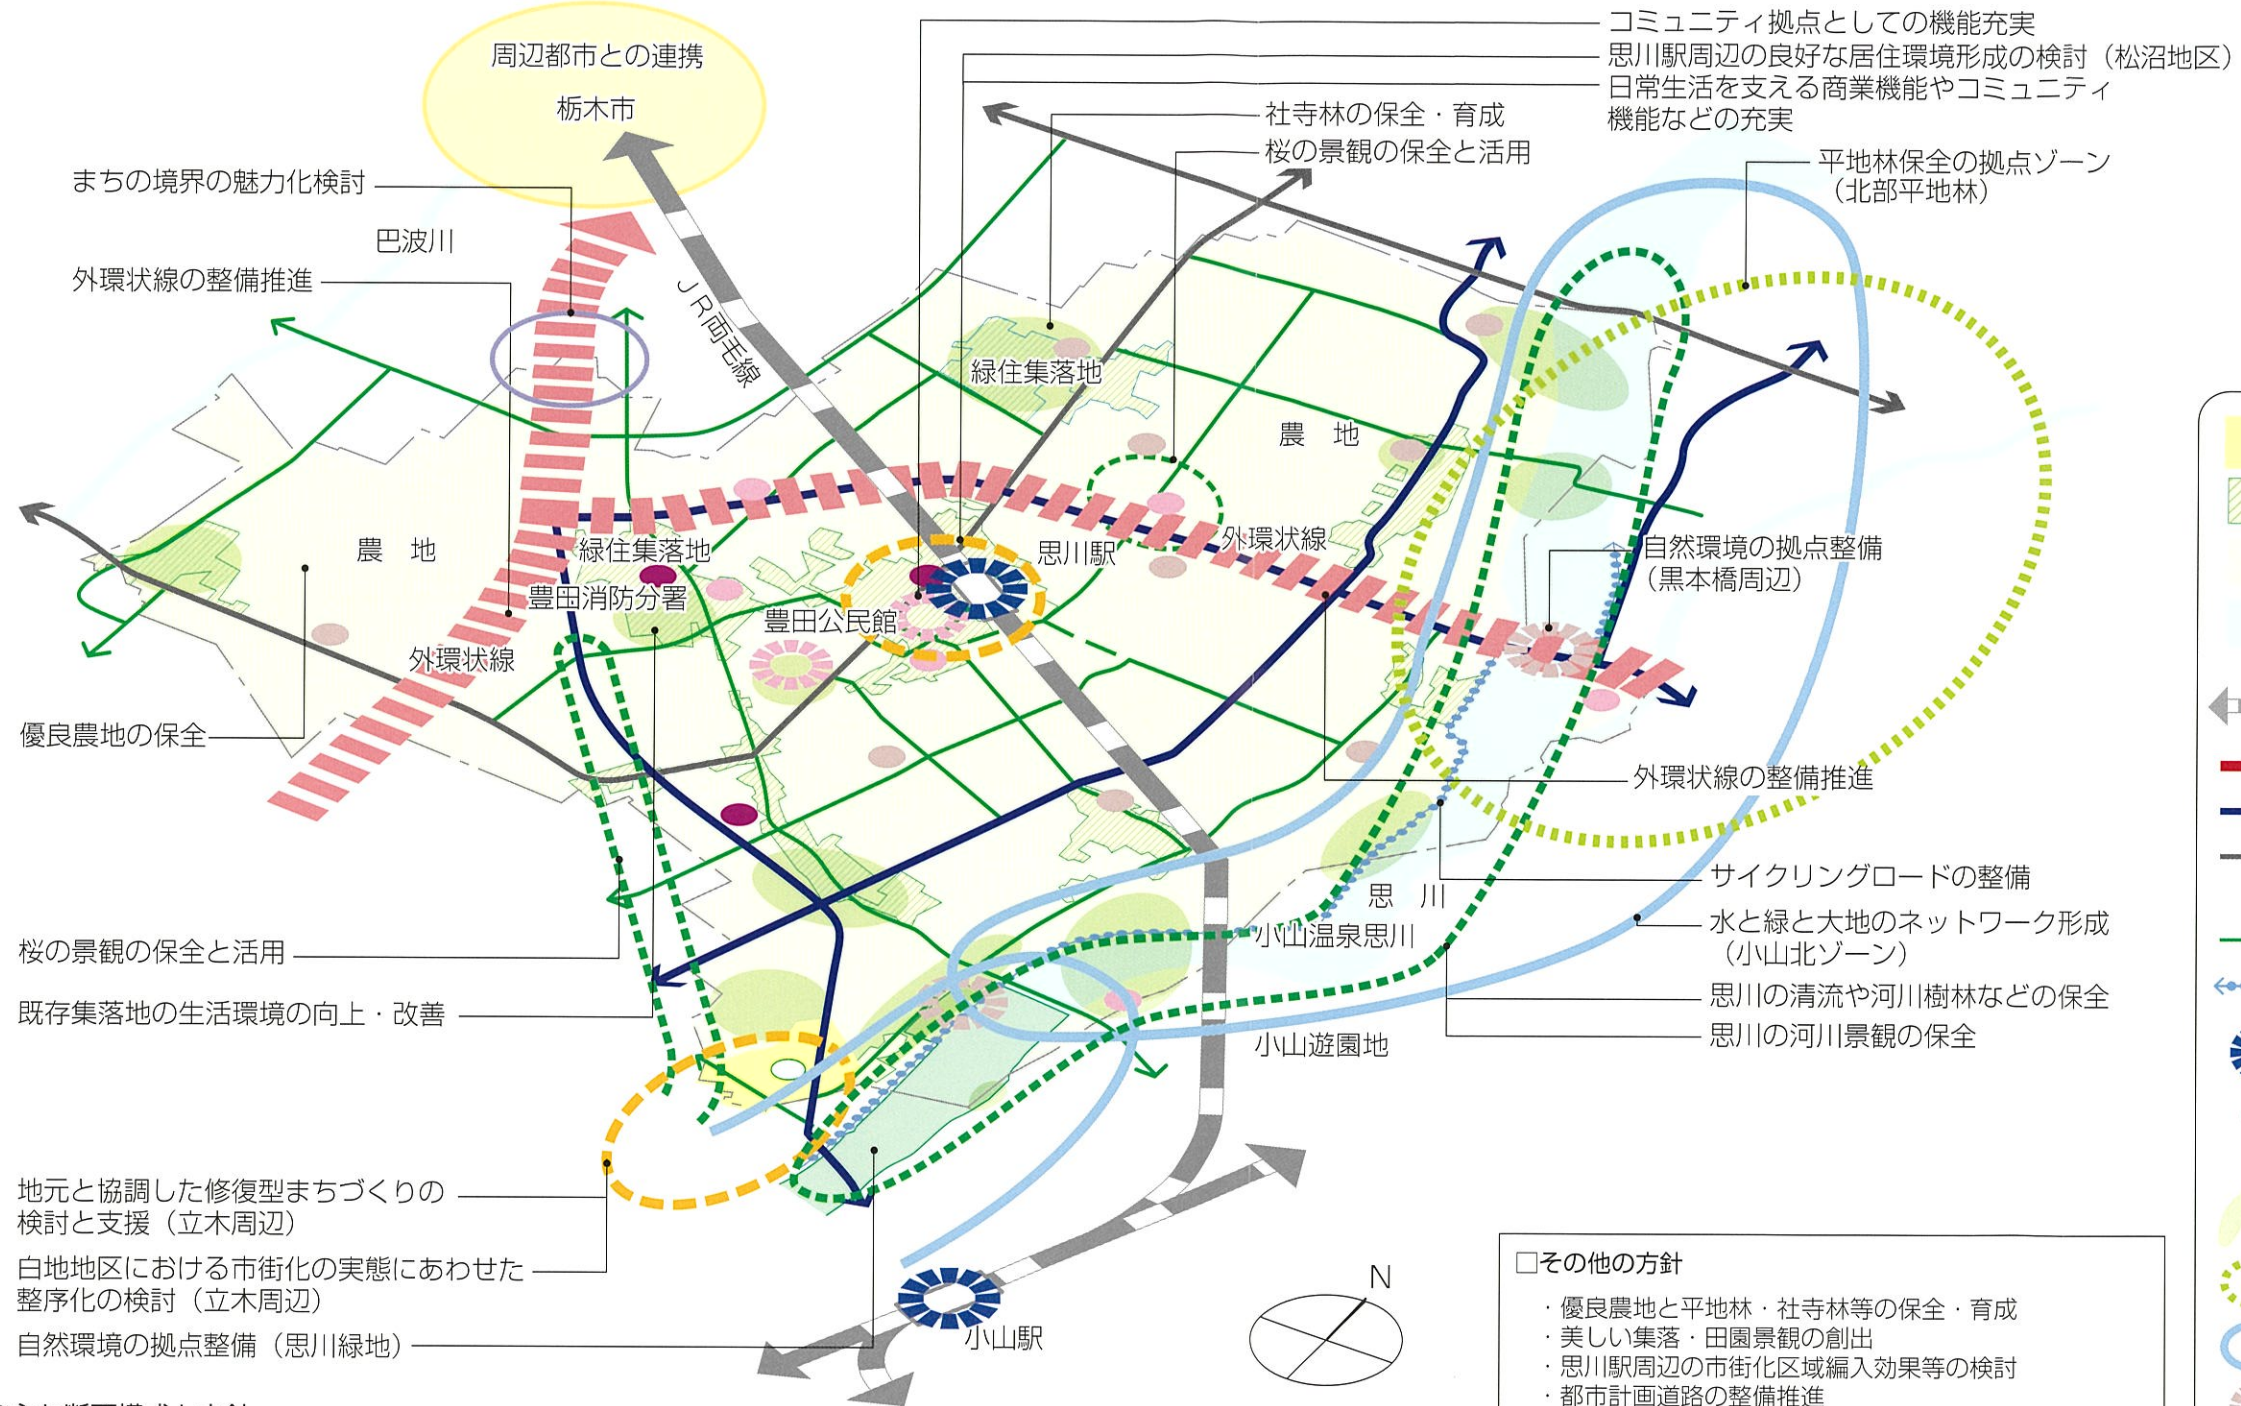 コミュニティ拠点としての機能充実
思川駅周辺の良好な居住環境形成の検討（松沼地区）
日常生活を支える商業機能やコミュニティ
機能などの充実
周辺都市との連携
栃木市
社寺林の保全・育成
桜の景観の保全と活用
平地林保全の拠点ゾーン
（北部平地林）
まちの境界の魅力化検討
巴波川
外環状線の整備推進
ＪＲ両毛線
緑住集落地
農　地
農　地
緑住集落地
思川駅
外環状線
自然環境の拠点整備
（黒本橋周辺）
豊田消防分署
豊田公民館
外環状線
優良農地の保全
外環状線の整備推進
サイクリングロードの整備
思　川
水と緑と大地のネットワーク形成
（小山北ゾーン）
小山温泉思川
桜の景観の保全と活用
思川の清流や河川樹林などの保全
既存集落地の生活環境の向上・改善
思川の河川景観の保全
小山遊園地
地元と協調した修復型まちづくりの
検討と支援（立木周辺）
白地地区における市街化の実態にあわせた
整序化の検討（立木周辺）
自然環境の拠点整備（思川緑地）
小山駅
N
□その他の方針
・優良農地と平地林・社寺林等の保全・育成
・美しい集落・田園景観の創出
・思川駅周辺の市街化区域編入効果等の検討
・都市計画道路の整備推進